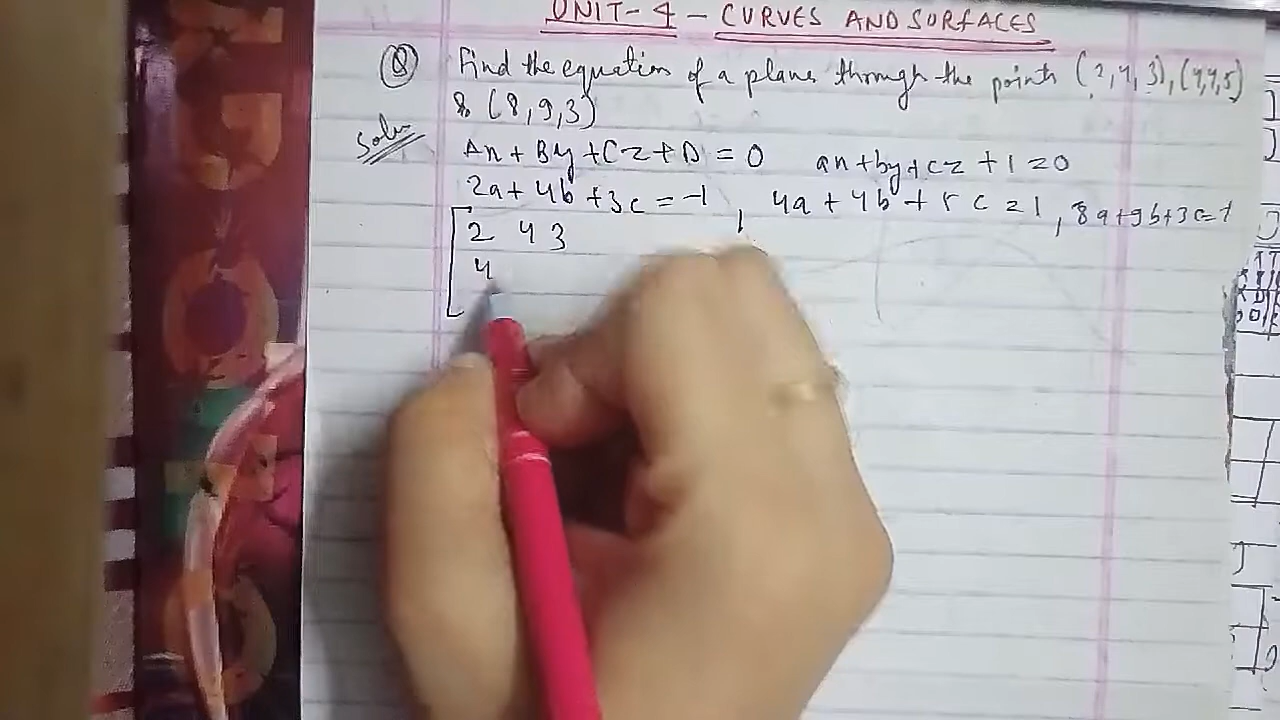 UNIT-4 - CURVES AND SURFACES
Q Find the equation of a plane through the points (2,4,3), (4,4,5)
& (8,9,3)
Soln Ax + By + Cz + D = 0 ax + by + cz + 1 = 0
2a + 4b + 3c = -1 , 4a + 4b + 5c = 1 , 8a + 9b + 3c = -1
2 4 3
4